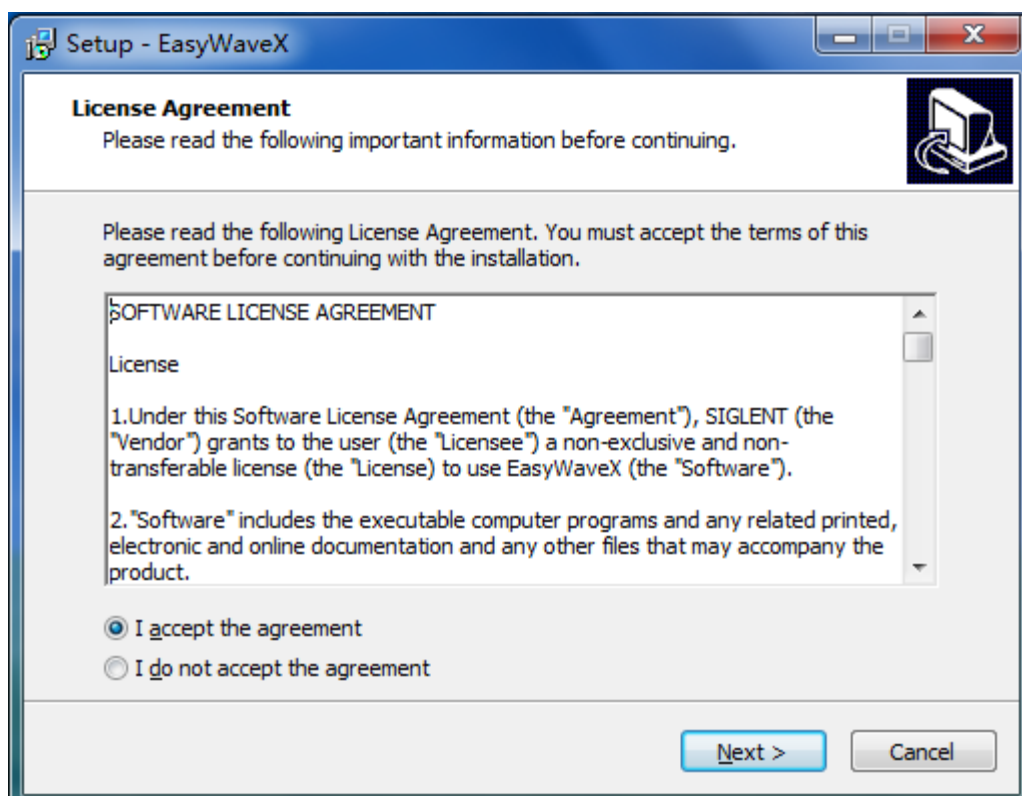 Setup - EasyWaveX
License Agreement
Please read the following important information before continuing.
Please read the following License Agreement. You must accept the terms of this
agreement before continuing with the installation.
SOFTWARE LICENSE AGREEMENT
License
1.Under this Software License Agreement (the "Agreement"), SIGLENT (the
"Vendor") grants to the user (the "Licensee") a non-exclusive and non-
transferable license (the "License) to use EasyWaveX (the "Software").
2."Software" includes the executable computer programs and any related printed,
electronic and online documentation and any other files that may accompany the
product.
I accept the agreement
I do not accept the agreement
Next >
Cancel